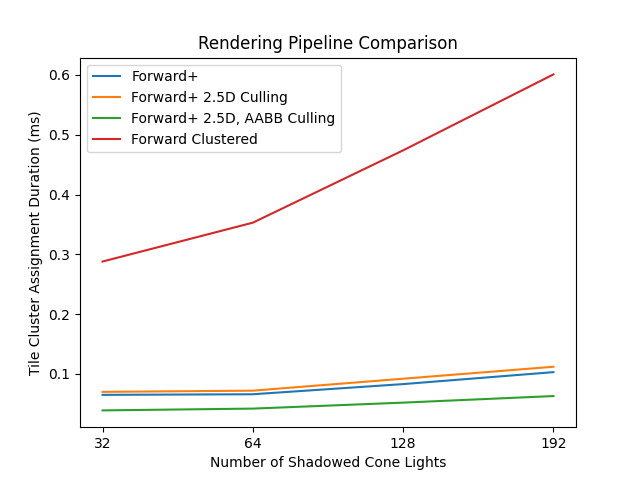 Rendering Pipeline Comparison
Forward+
Forward+ 2.5D Culling
Forward+ 2.5D, AABB Culling
Forward Clustered
Tile Cluster Assignment Duration (ms)
0.6
0.5
0.4
0.3
0.2
0.1
32 64 128 192
Number of Shadowed Cone Lights